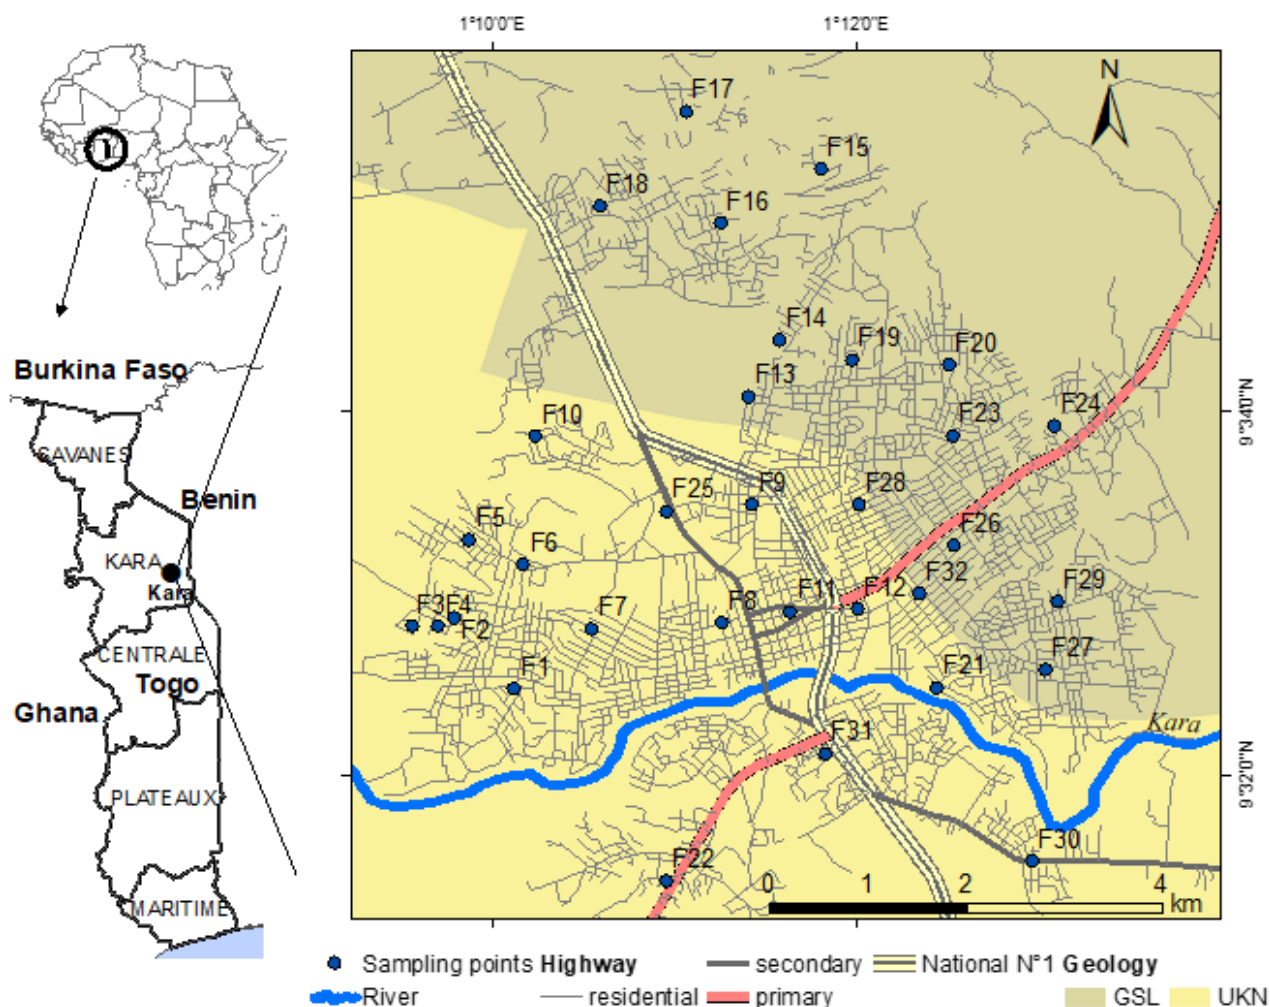 1°10'0"E
1°12'0"E
N
F17
F15
F18
F16
F14
F19
F20
F13
F24
F23
F10
9°4'0"N
F25
F9
F28
F5
F6
F26
F3
F4
F2
F7
F8
F11
F12
F32
F29
F1
F21
F27
Kara
F31
9°32'0"N
F22
F30
0 1 2 4
km
Burkina Faso
SAVANES
Benin
KARA
Kara
CENTRALE
Togo
Ghana
PLATEAUX
MARITIME
Sampling points Highway secondary National N°1 Geology
River residential primary GSL UKN